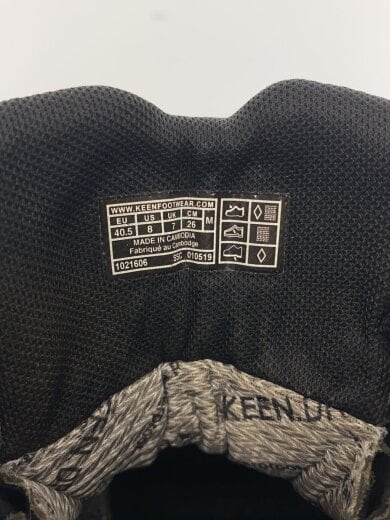 WWW.KEENFOOTWEAR.COM
EU US UK CM M
40.5 8 7 26
MADE IN CAMBODIA
Fabriqué au Cambodge
1021606 SSC 010519
KEEN.DR